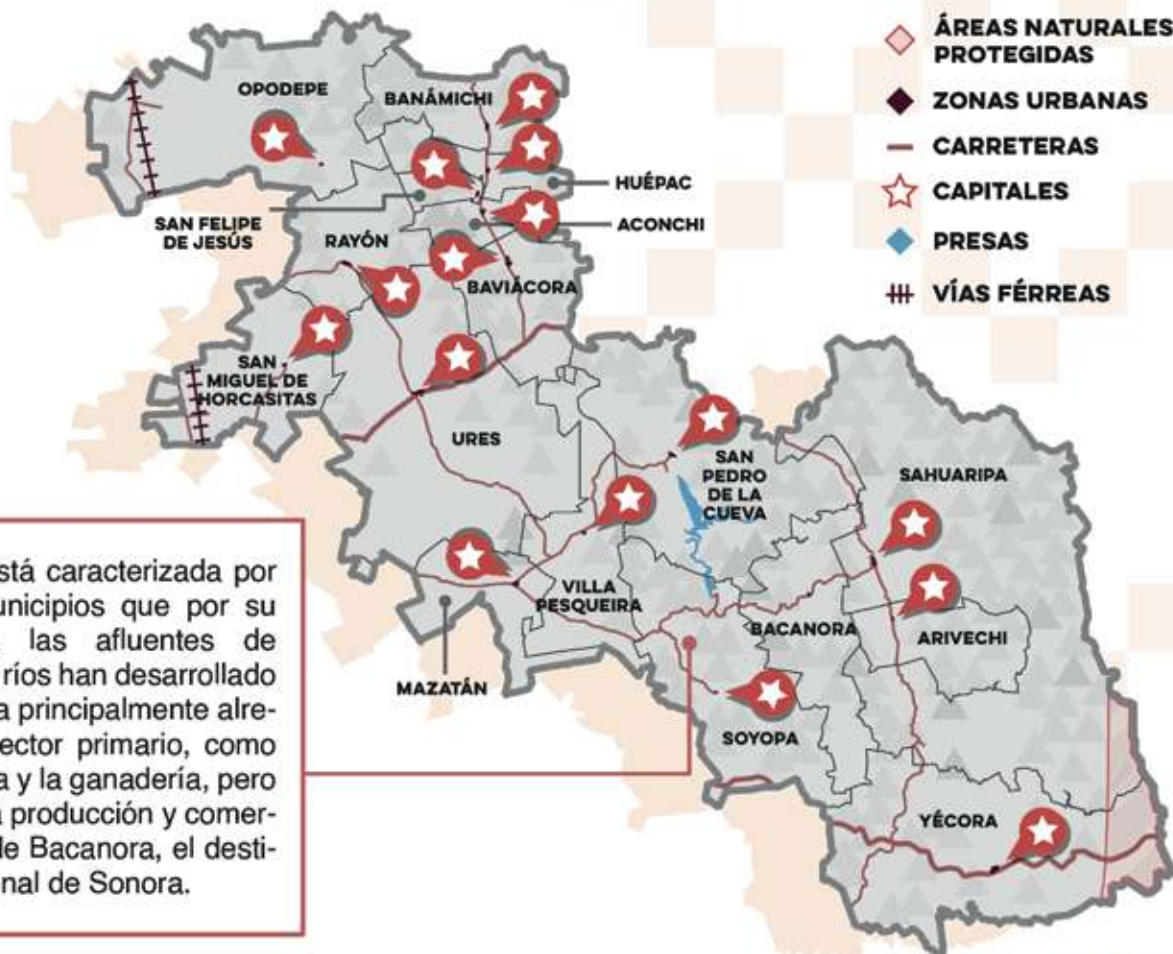 ÁREAS NATURALES
PROTEGIDAS
ZONAS URBANAS
CARRETERAS
CAPITALES
PRESAS
VÍAS FÉRREAS
OPODEPE
BANÁMICHI
HUÉPAC
SAN FELIPE
DE JESÚS
ACONCHI
RAYÓN
BAVIÁCORA
SAN
MIGUEL DE
HORCASITAS
URES
SAN
PEDRO
DE LA
CUEVA
SAHUARIPA
VILLA
PESQUEIRA
BACANORA
ARIVECHI
MAZATÁN
SOYOPA
YÉCORA
está caracterizada por
unicipios que por su
las afluentes de
ríos han desarrollado
a principalmente alre-
ector primario, como
a y la ganadería, pero
a producción y comer-
de Bacanora, el desti-
nal de Sonora.